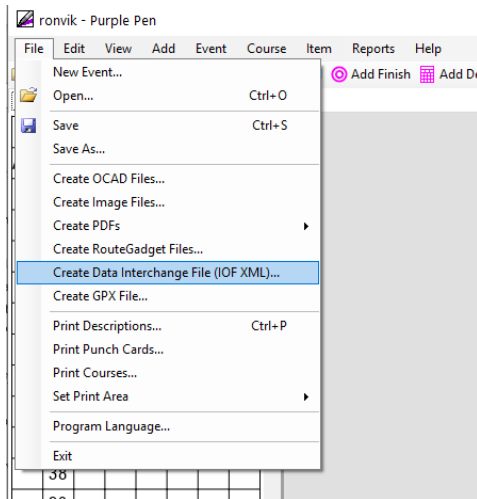 ronvik - Purple Pen
File Edit View Add Event Course Item Reports Help
New Event... Add Finish
Open... Ctrl+O
Save Ctrl+S
Save As...
Create OCAD Files...
Create Image Files...
Create PDFs
Create RouteGadget Files...
Create Data Interchange File (IOF XML)...
Create GPX File...
Print Descriptions... Ctrl+P
Print Punch Cards...
Print Courses...
Set Print Area
Program Language...
Exit
38